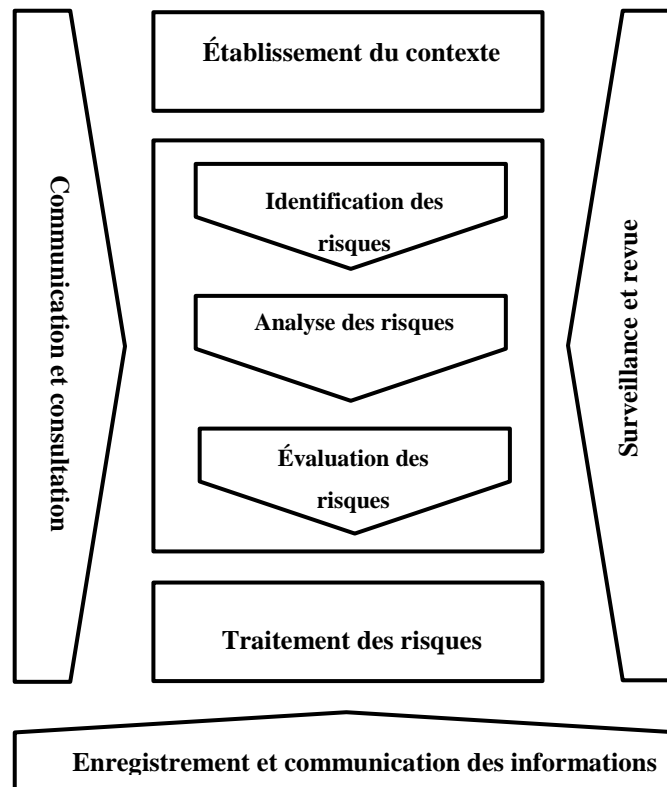 Établissement du contexte
Communication et consultation
Identification des
risques
Analyse des risques
Évaluation des
risques
Surveillance et revue
Traitement des risques
Enregistrement et communication des informations